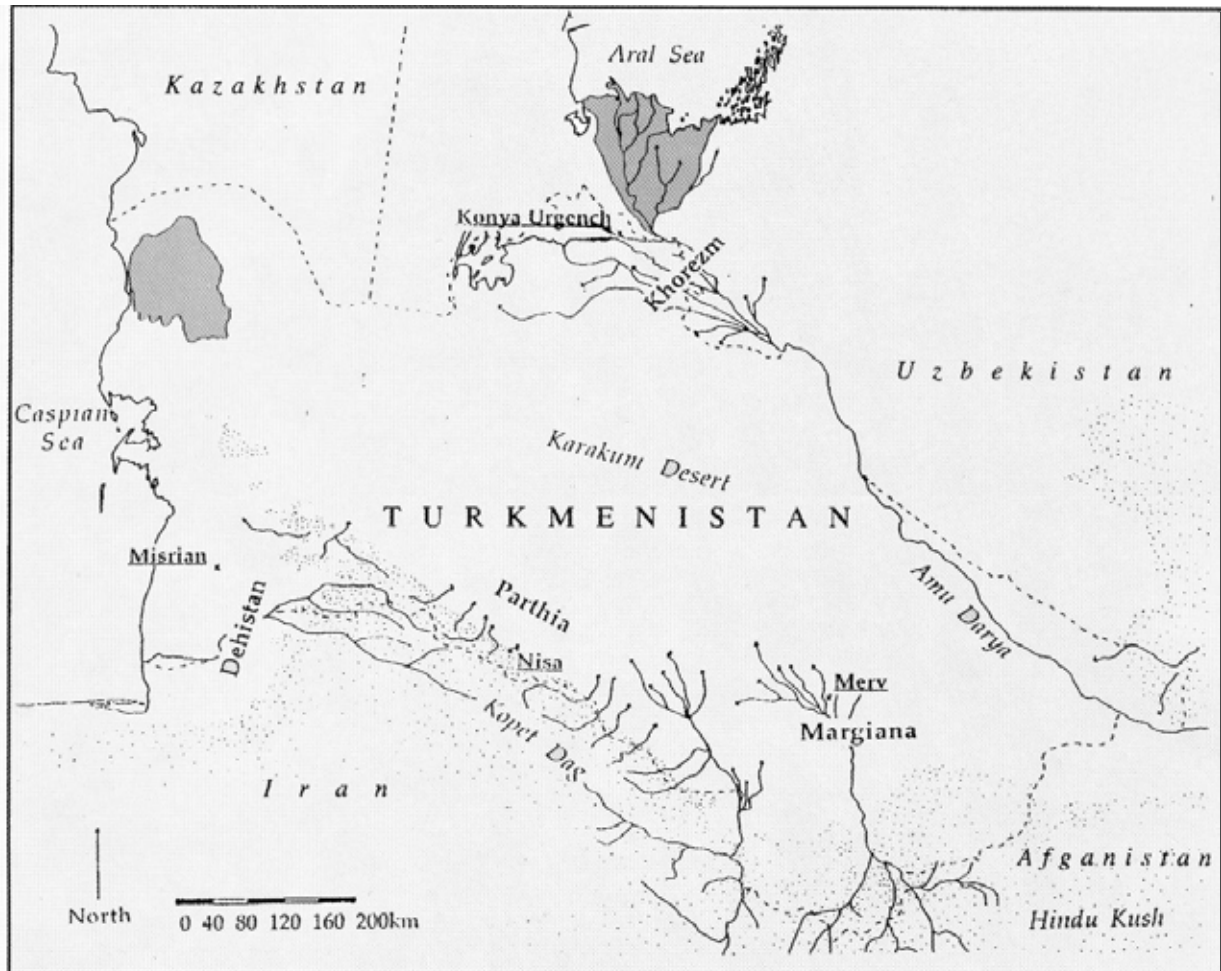 Aral Sea
Kazakhstan
Konya Urgench
Khorezm
Uzbekistan
Caspian
Sea
Karakum Desert
TURKMENISTAN
Misrian
Amu Darya
Parthia
Dehistan
Nisa
Merv
Kopet Dag
Margiana
Iran
Afganistan
North
0 40 80 120 160 200km
Hindu Kush